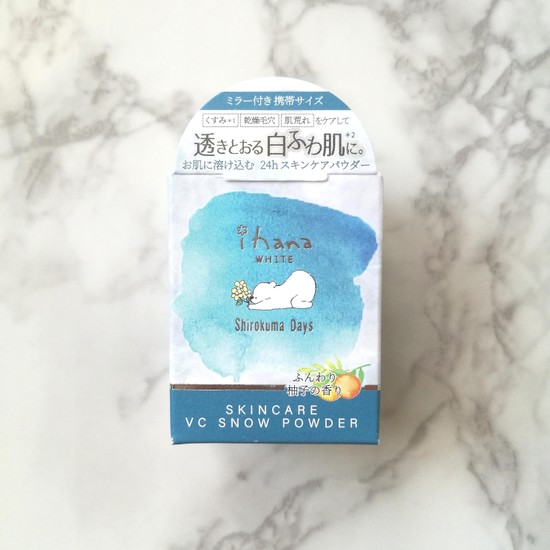 ミラー付き 携帯サイズ
くすみ*1 乾燥毛穴 肌荒れ をケアして
透きとおる白ふわ肌*2に。
お肌に溶け込む 24hスキンケアパウダー
ihana
WHITE
Shirokuma Days
ふんわり
柚子の香り
SKINCARE
VC SNOW POWDER